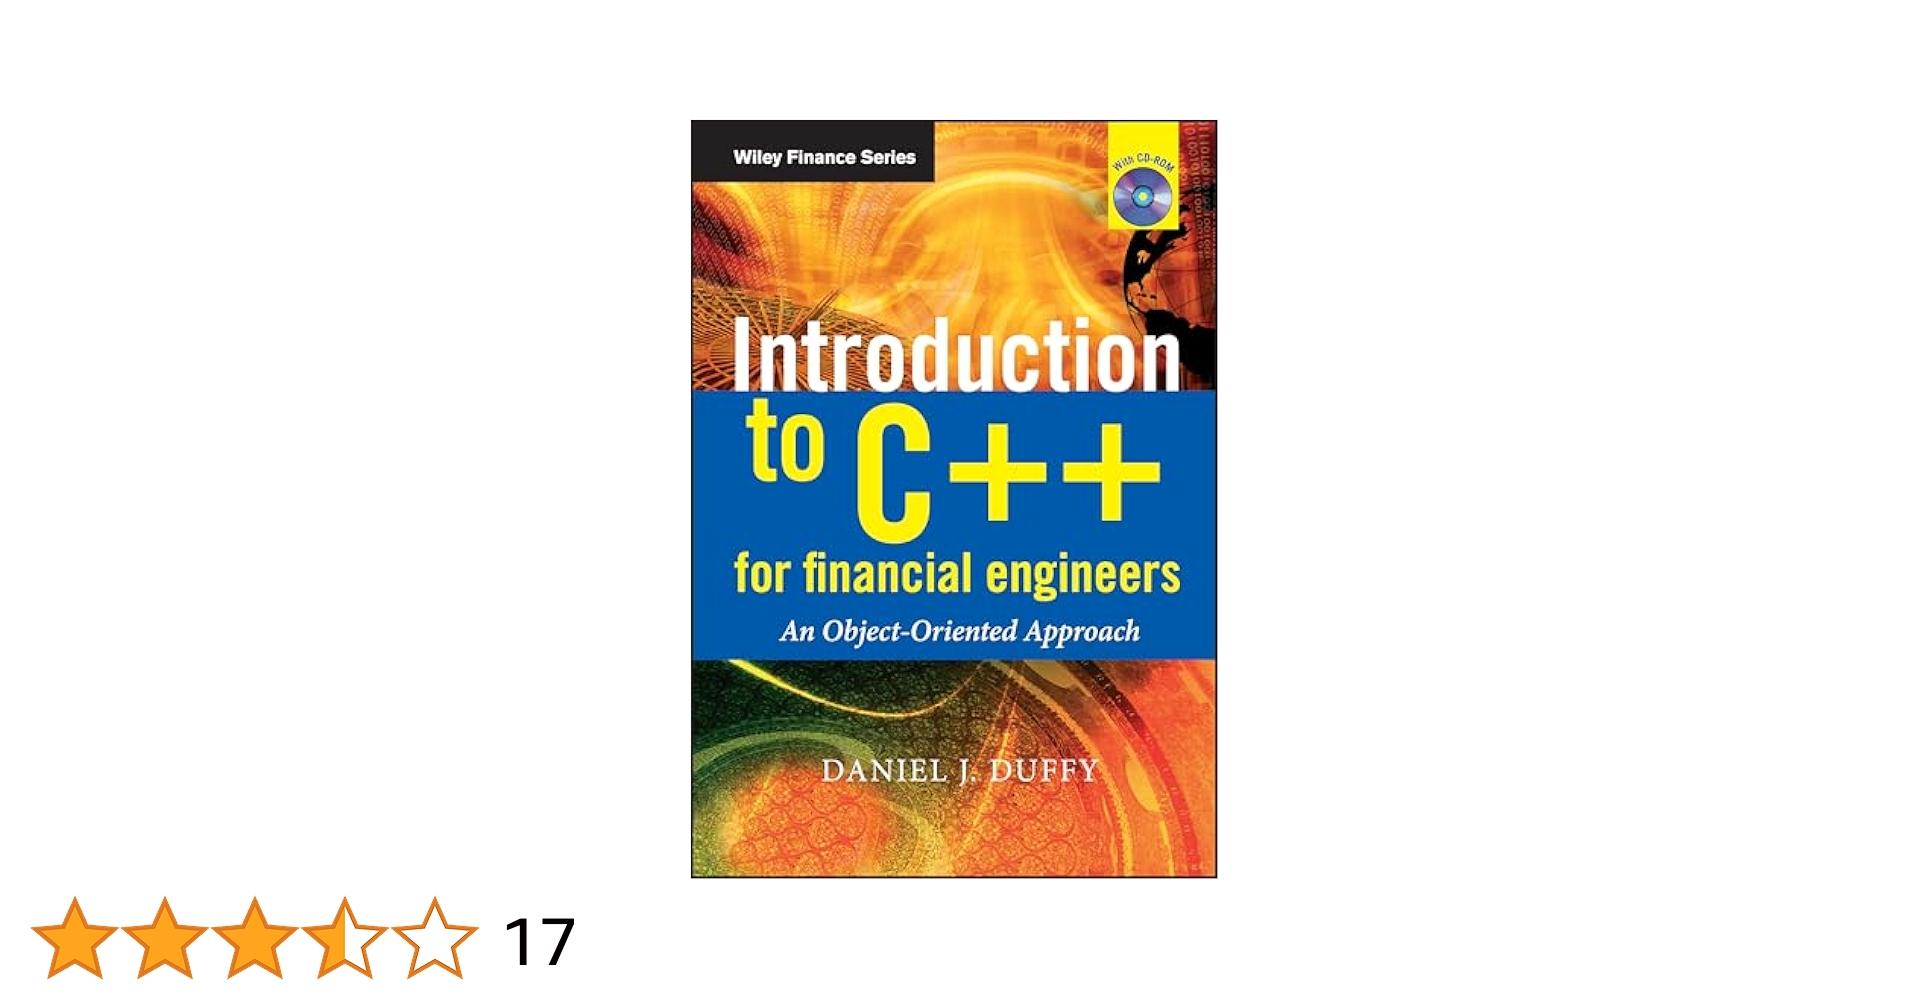 Wiley Finance Series
With CD-ROM
Introduction
to C++
for financial engineers
An Object-Oriented Approach
DANIEL J. DUFFY
17